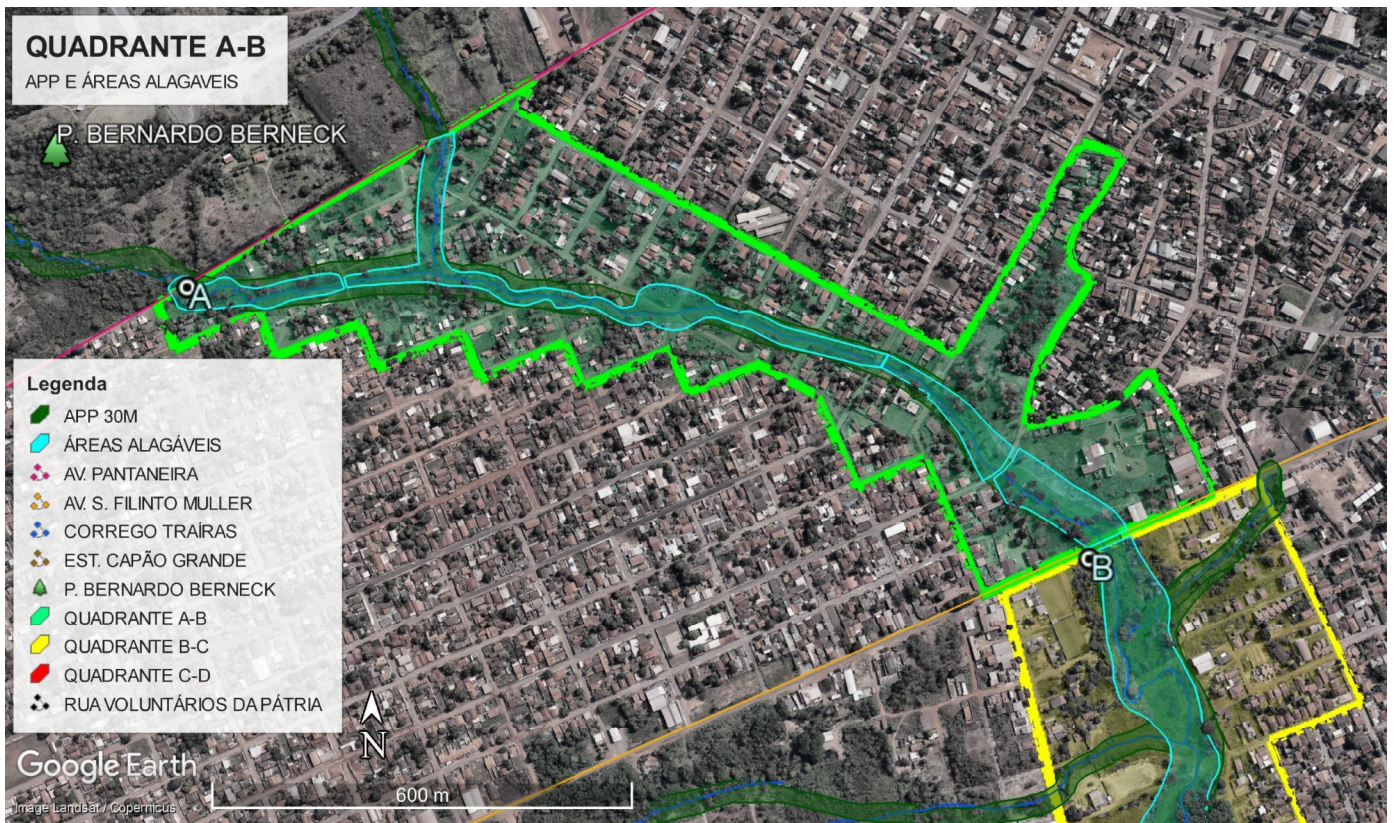 QUADRANTE A-B
APP E ÁREAS ALAGAVEIS
P. BERNARDO BERNECK
A
B
Legenda
APP 30M
ÁREAS ALAGÁVEIS
AV. PANTANEIRA
AV. S. FILINTO MULLER
CORREGO TRAÍRAS
EST. CAPÃO GRANDE
P. BERNARDO BERNECK
QUADRANTE A-B
QUADRANTE B-C
QUADRANTE C-D
RUA VOLUNTÁRIOS DA PÁTRIA
N
Google Earth
Image Landsat / Copernicus
600 m